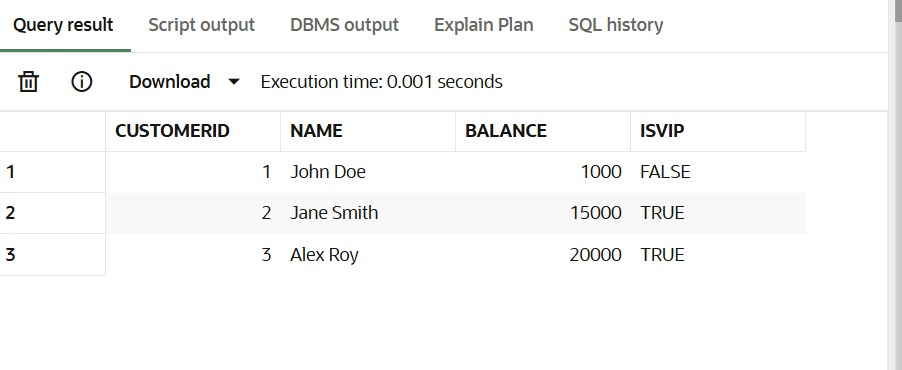 Query result Script output DBMS output Explain Plan SQL history
Download Execution time: 0.001 seconds
CUSTOMERID NAME BALANCE ISVIP
1 1 John Doe 1000 FALSE
2 2 Jane Smith 15000 TRUE
3 3 Alex Roy 20000 TRUE